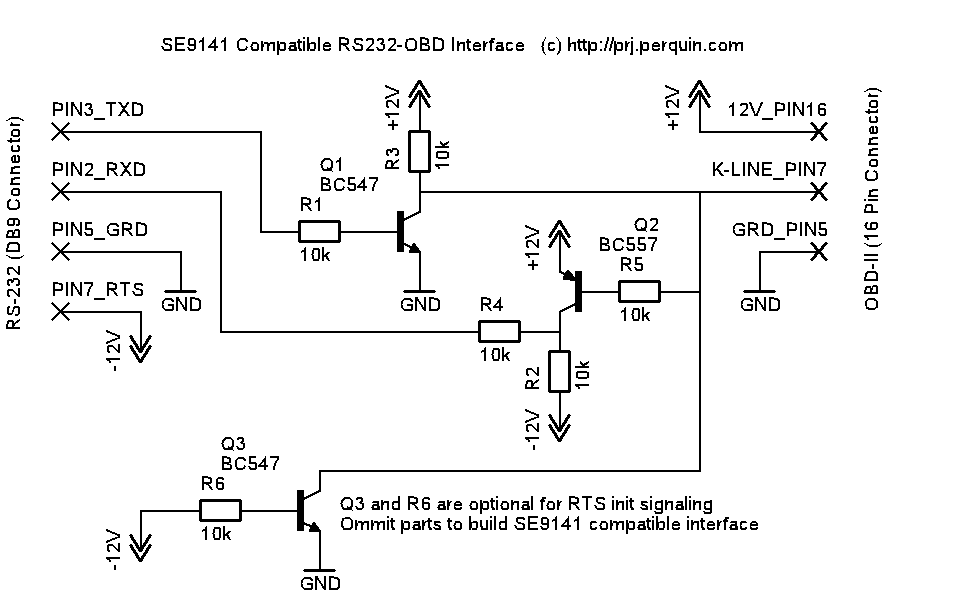 SE9141 Compatible RS232-OBD Interface (c) http://prj.perquin.com
RS-232 (DB9 Connector)
PIN3_TXD
PIN2_RXD
PIN5_GRD
GND
PIN7_RTS
-12V
+12V
R3
10k
Q1
BC547
R1
10k
GND
+12V
Q2
BC557
R5
10k
R4
10k
R2
10k
-12V
+12V
12V_PIN16
K-LINE_PIN7
GRD_PIN5
GND
OBD-II (16 Pin Connector)
Q3
BC547
R6
10k
-12V
GND
Q3 and R6 are optional for RTS init signaling
Ommit parts to build SE9141 compatible interface